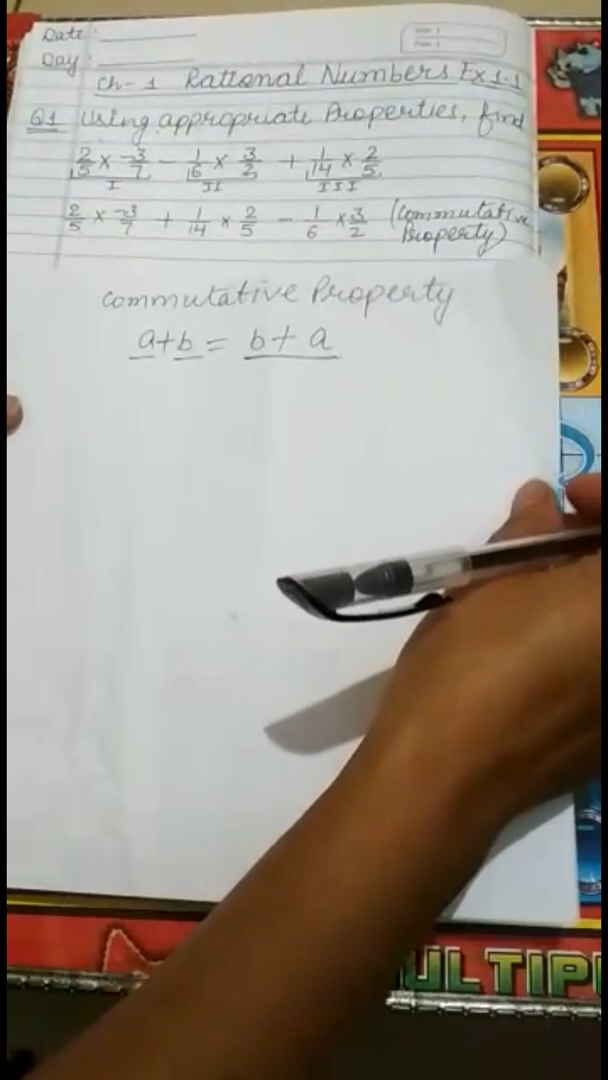 Date:
Day:
Ch-1 Rational Numbers Ex 1.1
Q1 Using appropriate Properties, find
2/5 × -3/7 - 1/6 × 3/2 + 1/14 × 2/5
I II III
2/5 × -3/7 + 1/14 × 2/5 - 1/6 × 3/2 (Commutative
Property)
Commutative Property
a+b = b+a
ULTIP